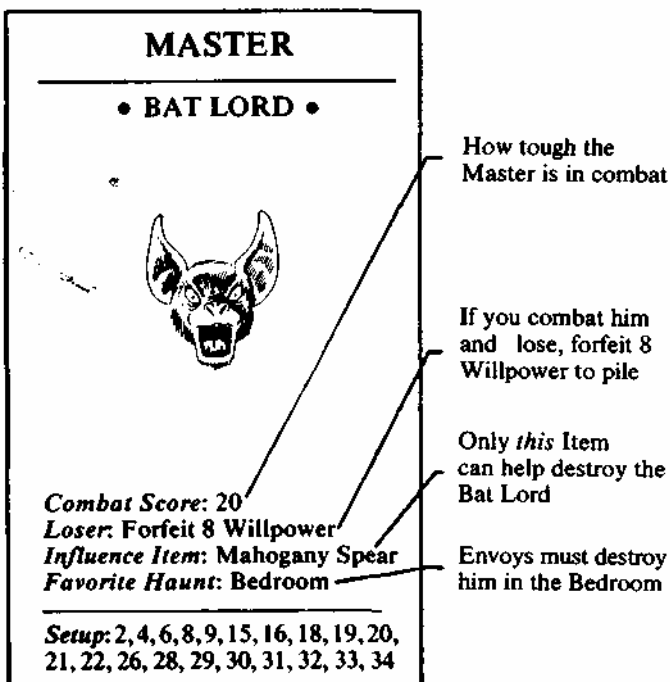 MASTER
• BAT LORD •
Combat Score: 20
Loser: Forfeit 8 Willpower
Influence Item: Mahogany Spear
Favorite Haunt: Bedroom
Setup: 2, 4, 6, 8, 9, 15, 16, 18, 19, 20,
21, 22, 26, 28, 29, 30, 31, 32, 33, 34
How tough the
Master is in combat
If you combat him
and lose, forfeit 8
Willpower to pile
Only this Item
can help destroy the
Bat Lord
Envoys must destroy
him in the Bedroom